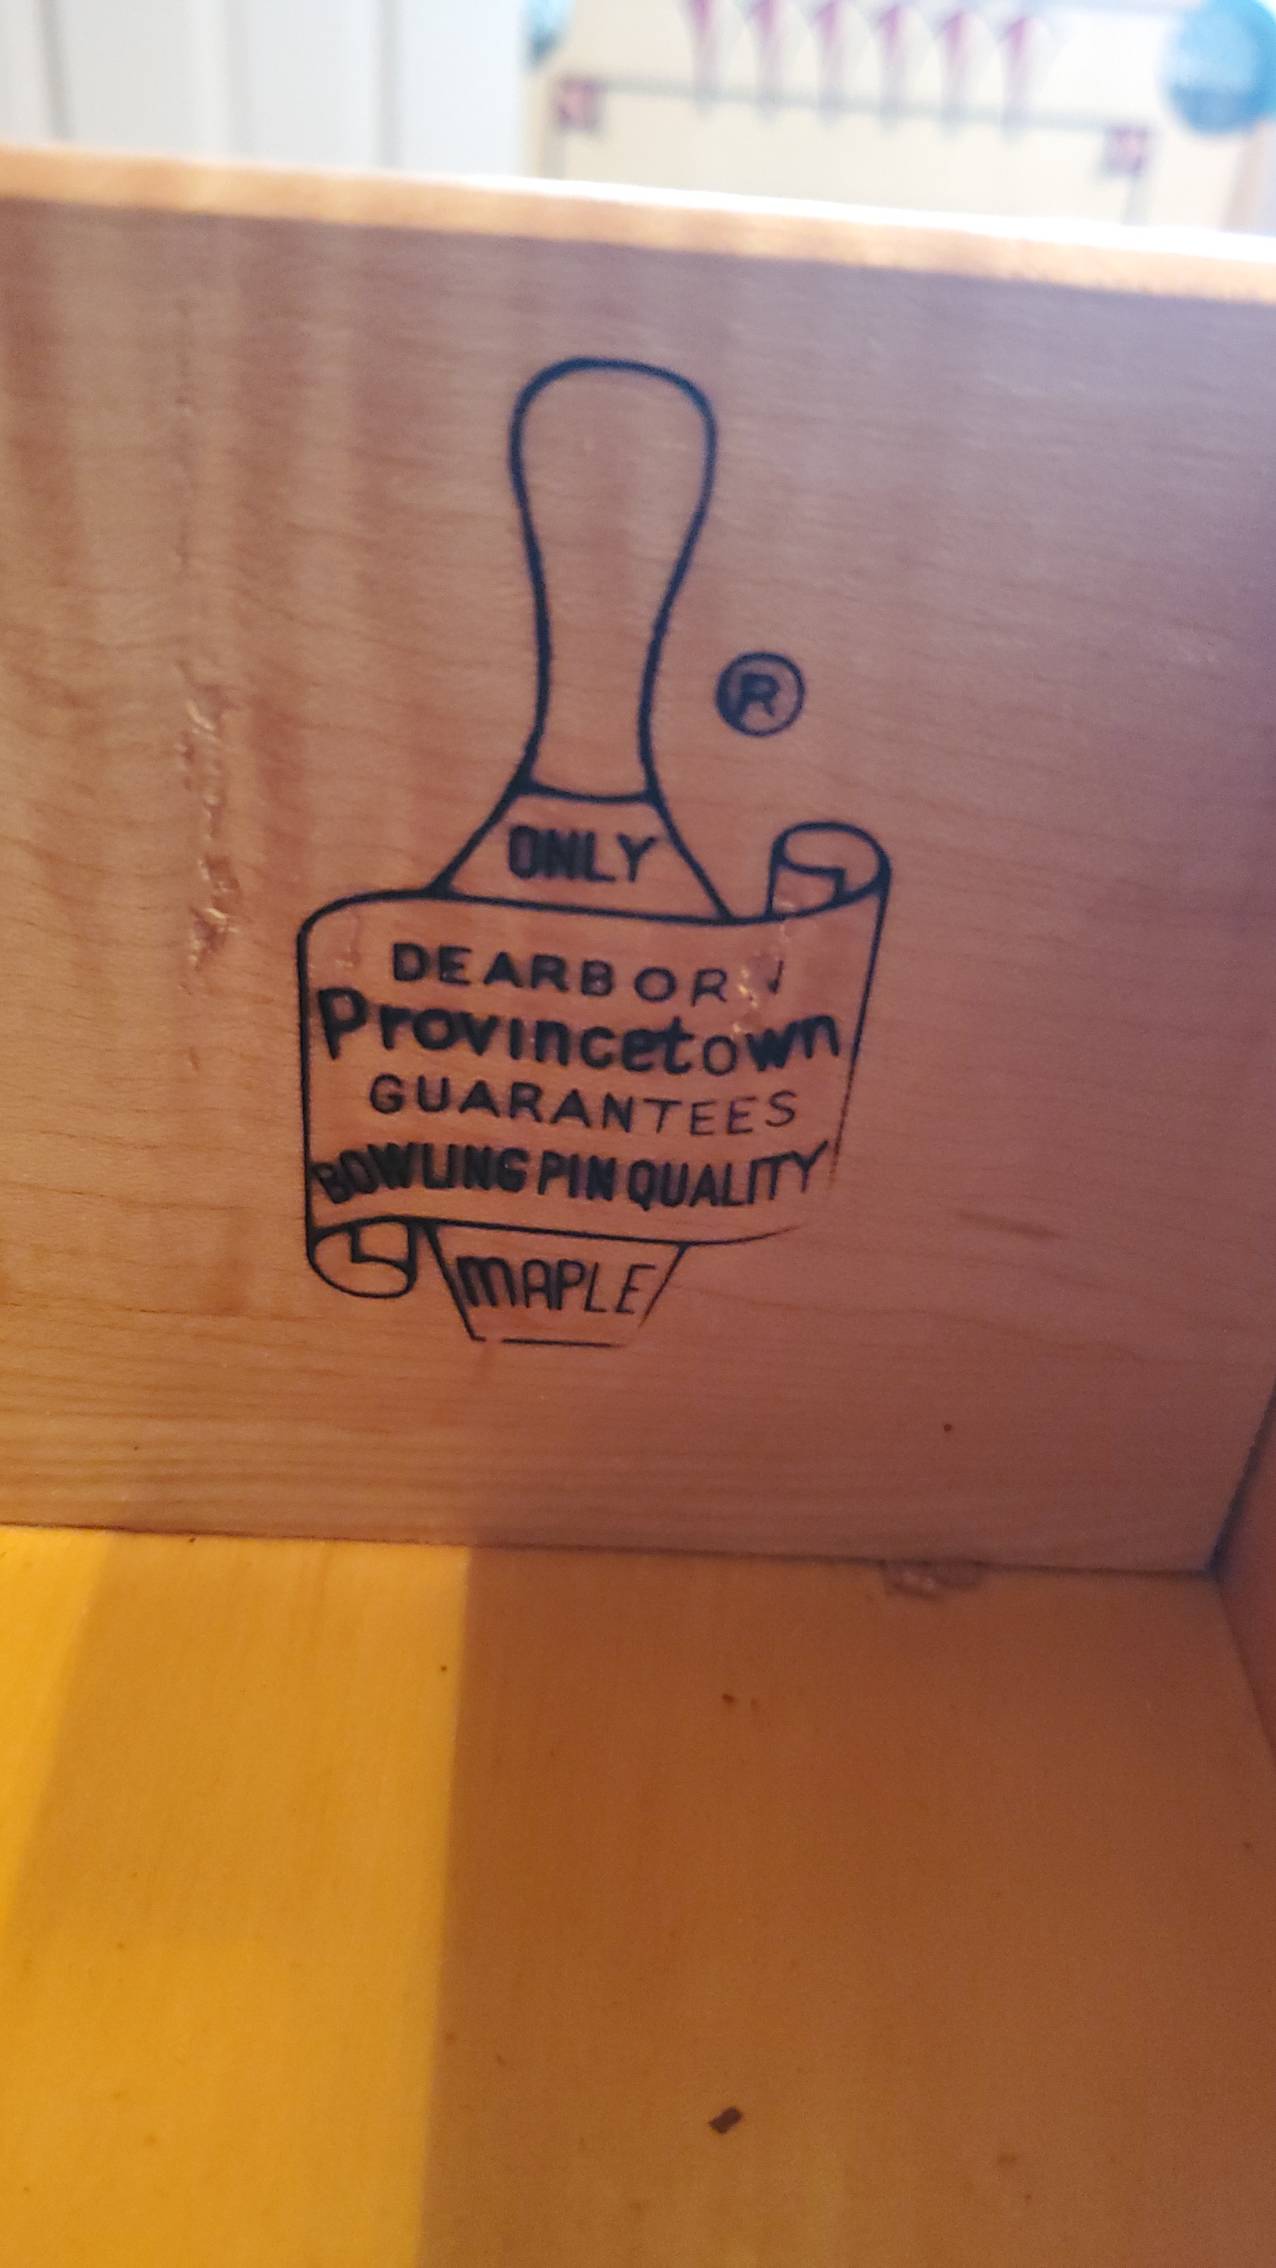 ®
ONLY
DEARBORN
Provincetown
GUARANTEES
BOWLING PIN QUALITY
MAPLE